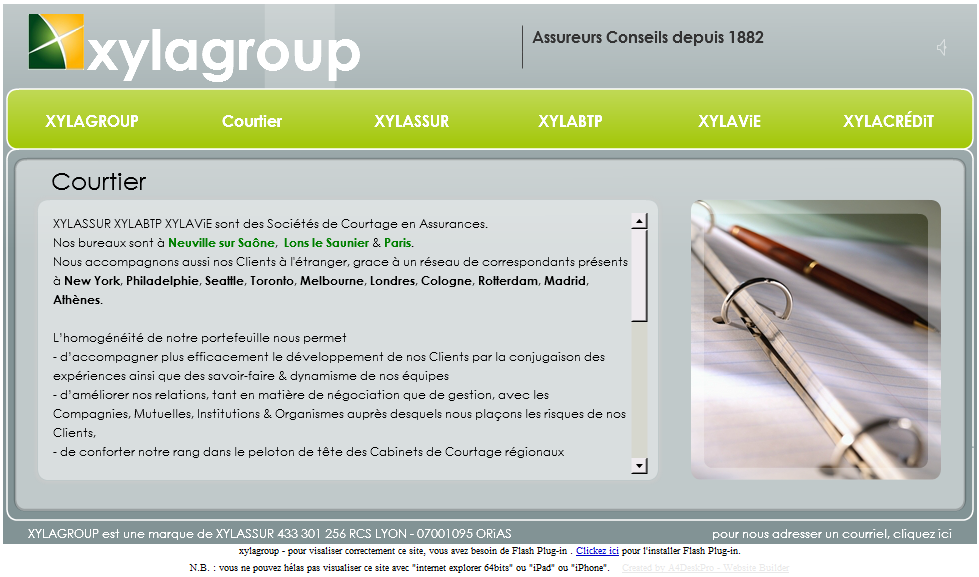 xylagroup
Assureurs Conseils depuis 1882
XYLAGROUP Courtier XYLASSUR XYLABTP XYLAViE XYLACRÉDiT
Courtier
XYLASSUR XYLABTP XYLAViE sont des Sociétés de Courtage en Assurances.
Nos bureaux sont à Neuville sur Saône, Lons le Saunier & Paris.
Nous accompagnons aussi nos Clients à l'étranger, grace à un réseau de correspondants présents
à New York, Philadelphie, Seattle, Toronto, Melbourne, Londres, Cologne, Rotterdam, Madrid,
Athènes.
L'homogénéité de notre portefeuille nous permet
- d'accompagner plus efficacement le développement de nos Clients par la conjugaison des
expériences ainsi que des savoir-faire & dynamisme de nos équipes
- d'améliorer nos relations, tant en matière de négociation que de gestion, avec les
Compagnies, Mutuelles, Institutions & Organismes auprès desquels nous plaçons les risques de nos
Clients,
- de conforter notre rang dans le peloton de tête des Cabinets de Courtage régionaux
XYLAGROUP est une marque de XYLASSUR 433 301 256 RCS LYON - 07001095 ORiAS
pour nous adresser un courriel, cliquez ici
xylagroup - pour visaliser correctement ce site, vous avez besoin de Flash Plug-in . Clickez ici pour l'installer Flash Plug-in.
N.B. : vous ne pouvez hélas pas visualiser ce site avec "internet explorer 64bits" ou "iPad" ou "iPhone". Created by A4DeskPro - Website Builder